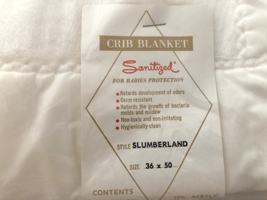 CRIB BLANKET
Sanitized®
FOR BABIES PROTECTION
• Retards development of odors
• Germ resistant
• Retards the growth of bacteria
molds and mildew
• Non-toxic and non-irritating
• Hygienically clean
STYLE SLUMBERLAND
SIZE 36 x 50
CONTENTS